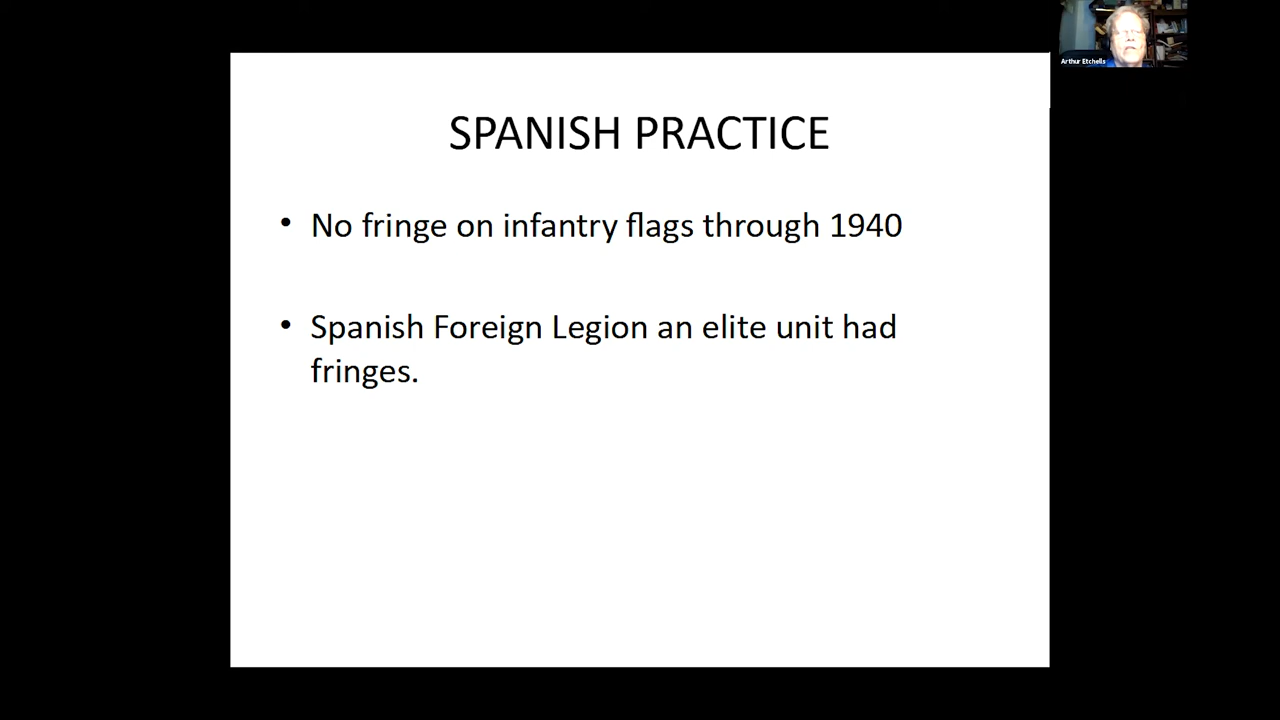 Arthur Etchells
SPANISH PRACTICE
• No fringe on infantry flags through 1940
• Spanish Foreign Legion an elite unit had
fringes.